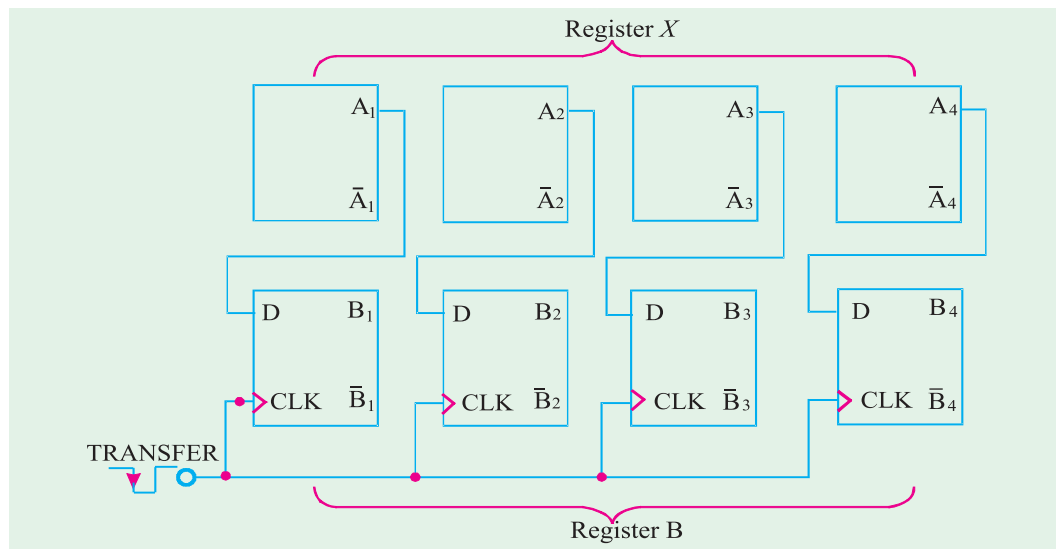 Register X
A1 A2 A3 A4
Ā1 Ā2 Ā3 Ā4
D B1 D B2 D B3 D B4
CLK B̄1 CLK B̄2 CLK B̄3 CLK B̄4
TRANSFER
Register B